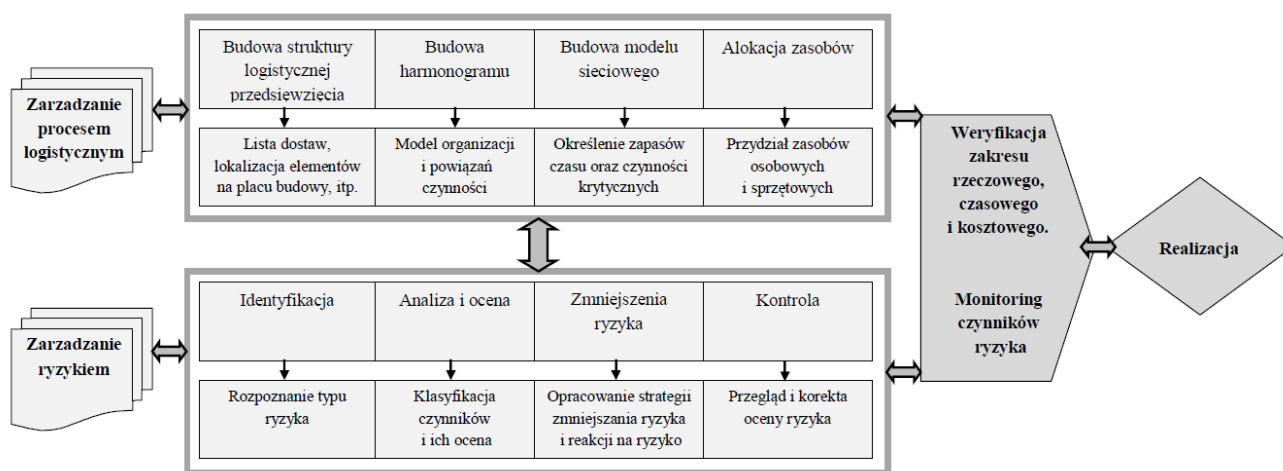 Zarzadzanie
procesem
logistycznym
Budowa struktury
logistycznej
przedsięwzięcia
Budowa
harmonogramu
Budowa modelu
sieciowego
Alokacja zasobów
Lista dostaw,
lokalizacja elementów
na placu budowy, itp.
Model organizacji
i powiązań
czynności
Określenie zapasów
czasu oraz czynności
krytycznych
Przydział zasobów
osobowych
i sprzętowych
Zarzadzanie
ryzykiem
Identyfikacja
Analiza i ocena
Zmniejszenia
ryzyka
Kontrola
Rozpoznanie typu
ryzyka
Klasyfikacja
czynników
i ich ocena
Opracowanie strategii
zmniejszania ryzyka
i reakcji na ryzyko
Przegląd i korekta
oceny ryzyka
Weryfikacja
zakresu
rzeczowego,
czasowego
i kosztowego.
Monitoring
czynników
ryzyka
Realizacja